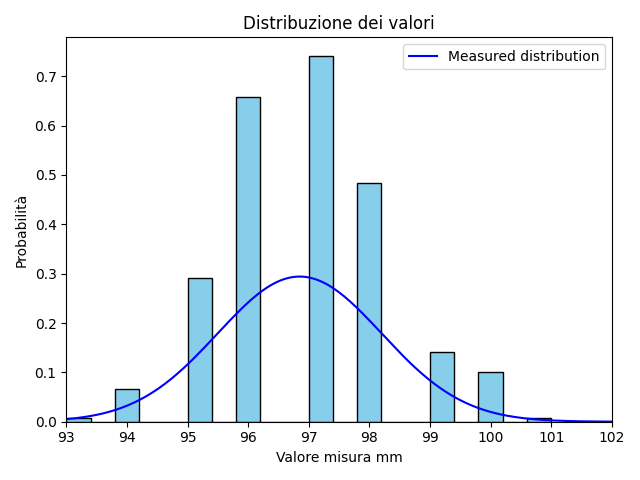 Distribuzione dei valori
Measured distribution
0.7
0.6
0.5
0.4
0.3
0.2
0.1
0.0
Probabilità
93 94 95 96 97 98 99 100 101 102
Valore misura mm